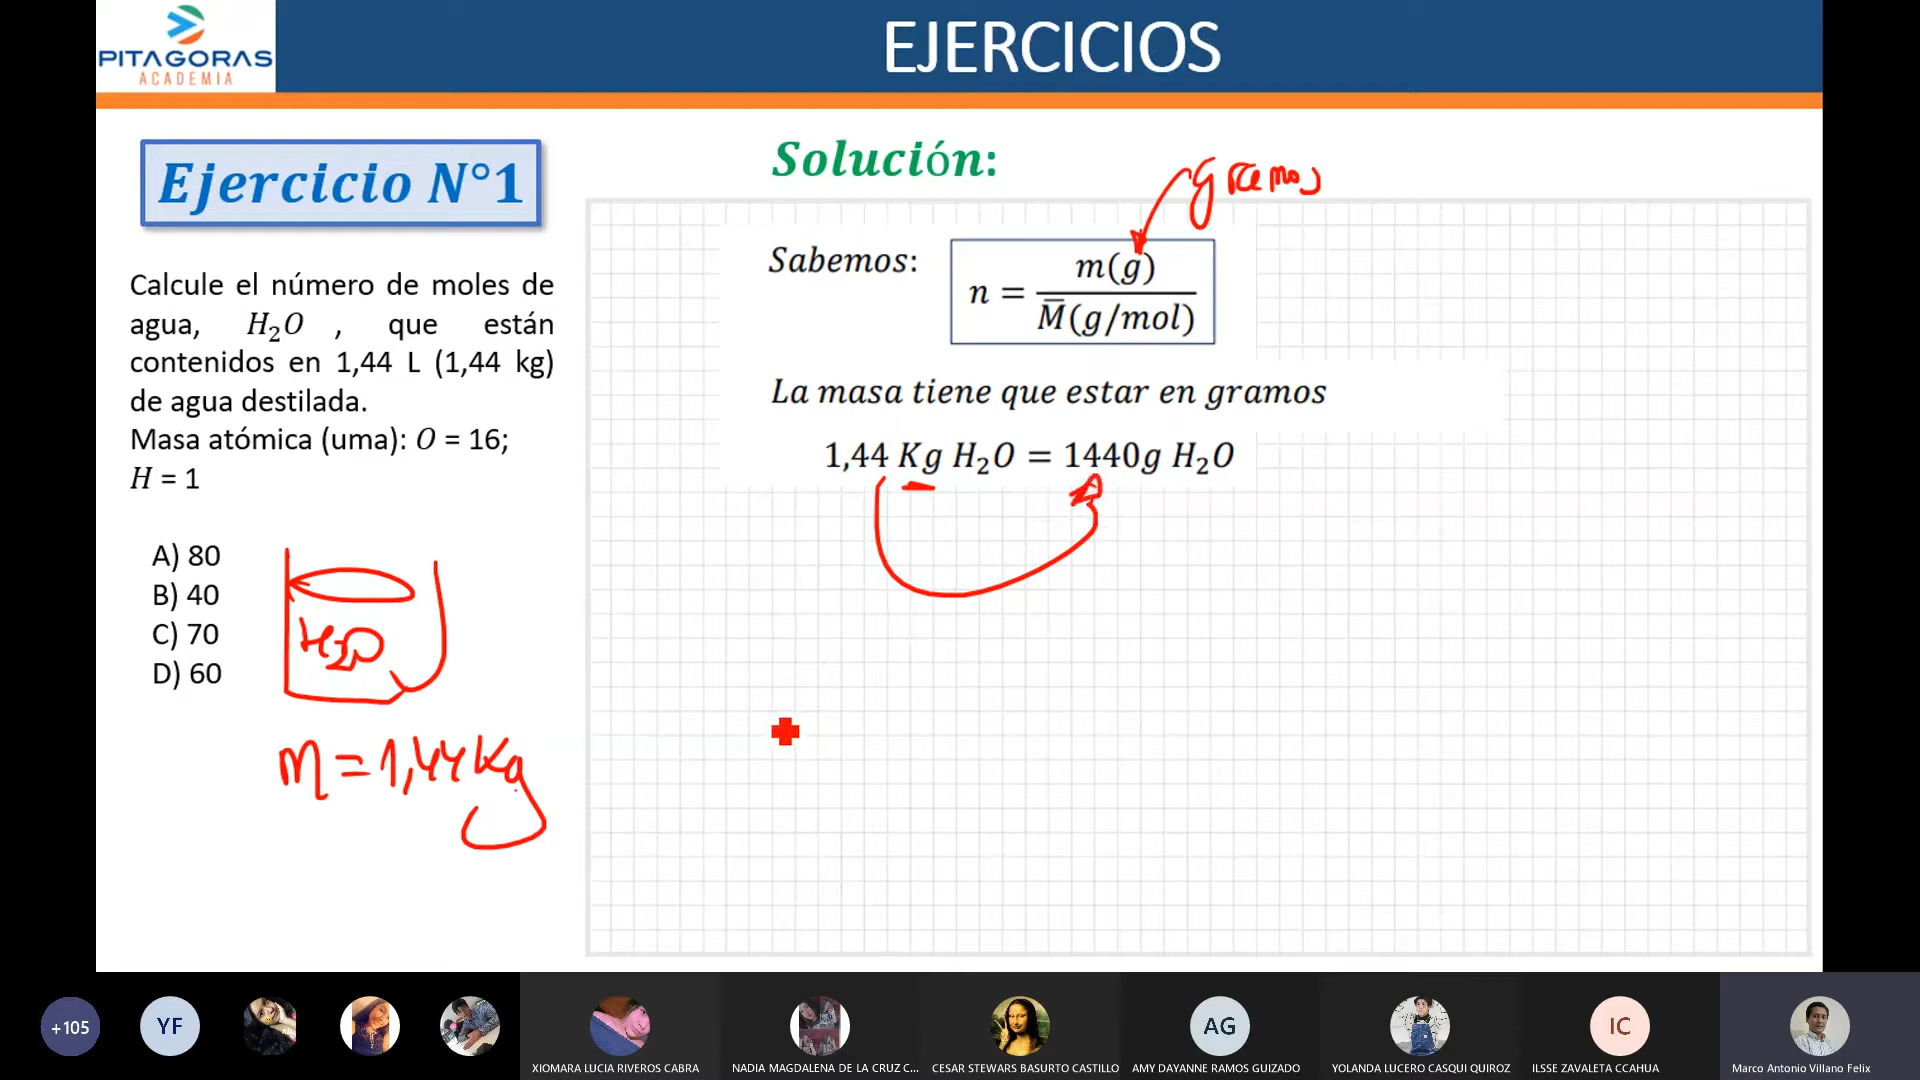 PITAGORAS
ACADEMIA
EJERCICIOS
Ejercicio N°1
Solución:
gramos
Calcule el número de moles de
agua, H₂O , que están
contenidos en 1,44 L (1,44 kg)
de agua destilada.
Masa atómica (uma): O = 16;
H = 1
A) 80
B) 40
C) 70
D) 60
H₂O
m = 1,44 Kg
Sabemos:
n = m(g) / M̅(g/mol)
La masa tiene que estar en gramos
1,44 Kg H₂O = 1440g H₂O
+105
YF
AG
IC
XIOMARA LUCIA RIVEROS CABRA
NADIA MAGDALENA DE LA CRUZ C...
CESAR STEWARS BASURTO CASTILLO
AMY DAYANNE RAMOS GUIZADO
YOLANDA LUCERO CASQUI QUIROZ
ILSSE ZAVALETA CCAHUA
Marco Antonio Villano Felix